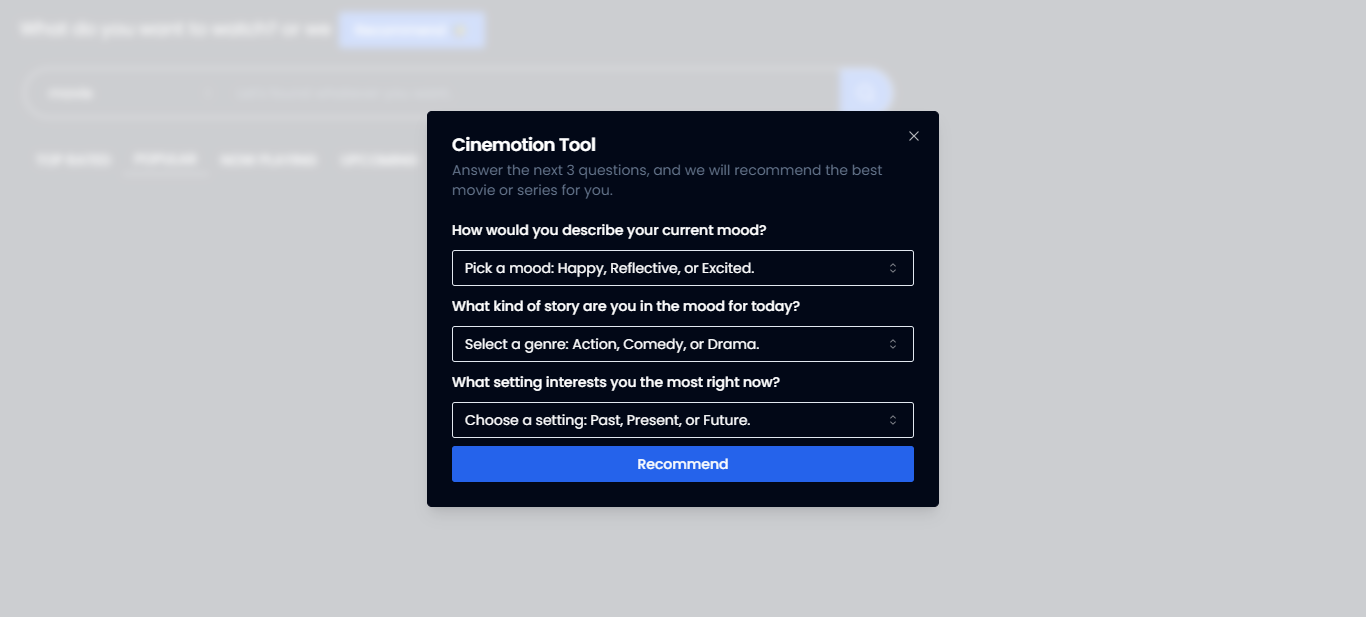 What do you want to watch? or we Recommend
movie
TOP RATED POPULAR NOW PLAYING UPCOMING
Cinemotion Tool
Answer the next 3 questions, and we will recommend the best
movie or series for you.
How would you describe your current mood?
Pick a mood: Happy, Reflective, or Excited.
What kind of story are you in the mood for today?
Select a genre: Action, Comedy, or Drama.
What setting interests you the most right now?
Choose a setting: Past, Present, or Future.
Recommend